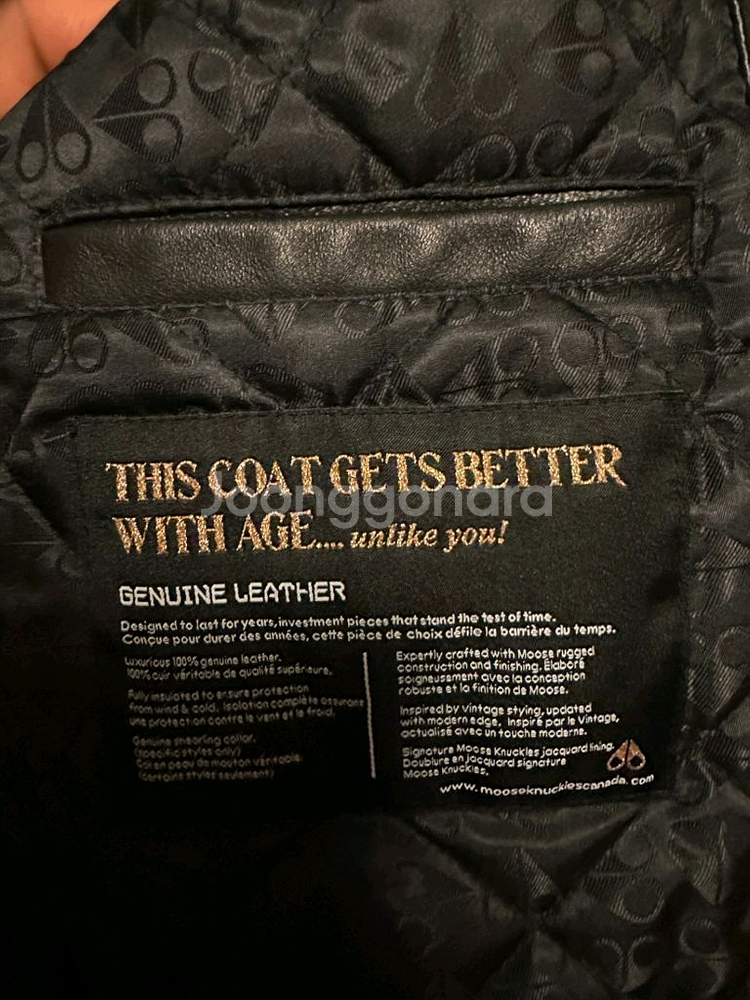 THIS COAT GETS BETTER
WITH AGE.... unlike you!
Joonggonara
GENUINE LEATHER
Designed to last for years, investment pieces that stand the test of time.
Conçue pour durer des années, cette pièce de choix défile la barrière du temps.
Luxurious 100% genuine leather.
100% cuir véritable de qualité supérieure.
Fully insulated to ensure protection
from wind & cold. Isolation complète assurant
une protection contre le vent et le froid.
Genuine shearling collar.
(specific styles only)
Col en peau de mouton véritable
(certains styles seulement)
Expertly crafted with Moose rugged
construction and finishing. Élaboré
soigneusement avec la conception
robuste et la finition de Moose.
Inspired by vintage stying, updated
with modern edge. Inspiré par le Vintage,
actualisé avec un touche moderne.
Signature Moose Knuckles jacquard lining.
Doublure en jacquard signature
Moose Knuckles.
www.mooseknucklescanada.com